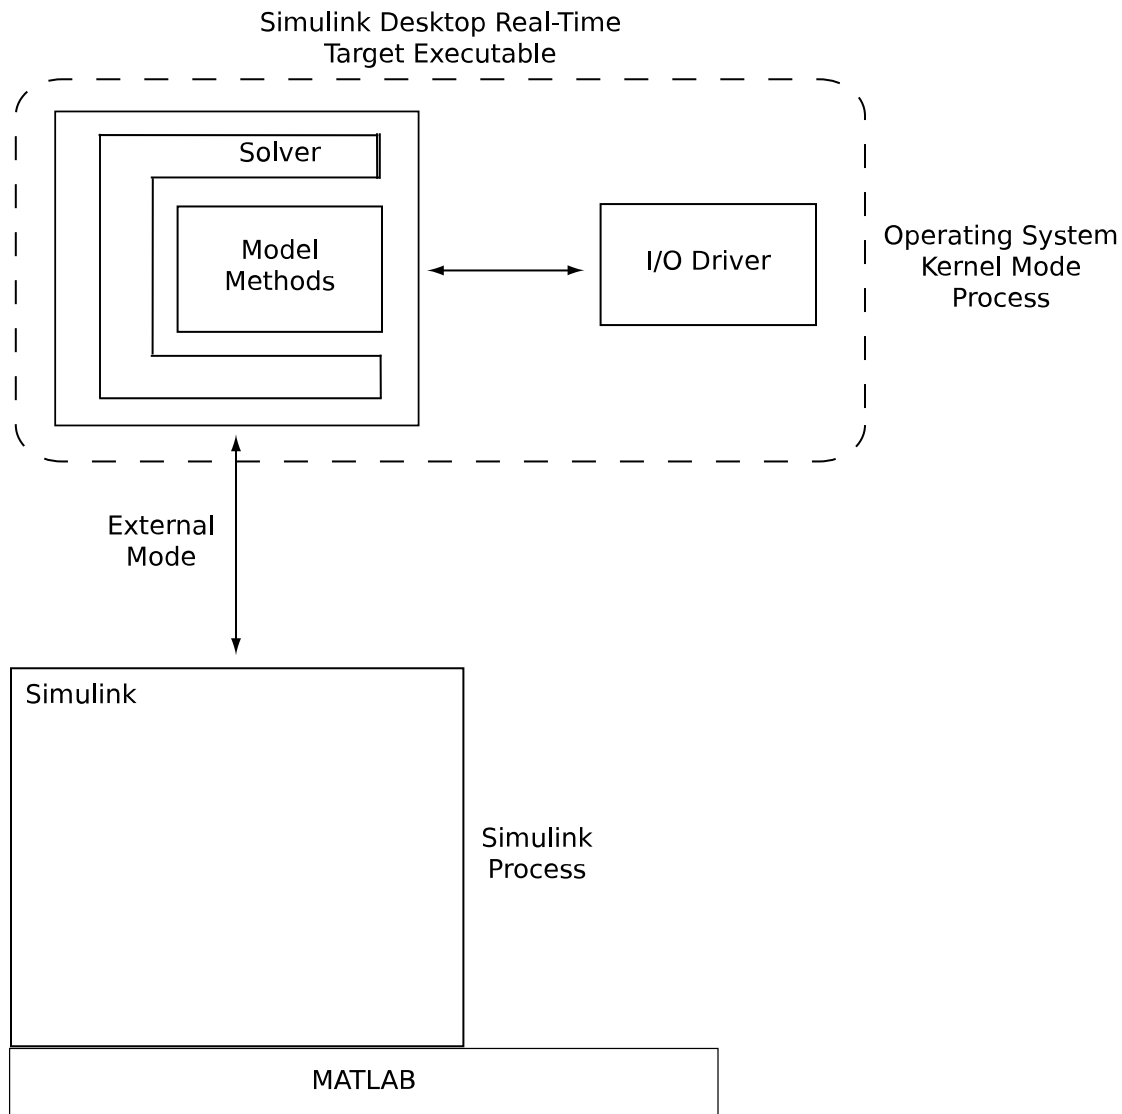 Simulink Desktop Real-Time
Target Executable
Solver
Model
Methods
I/O Driver
Operating System
Kernel Mode
Process
External
Mode
Simulink
Simulink
Process
MATLAB